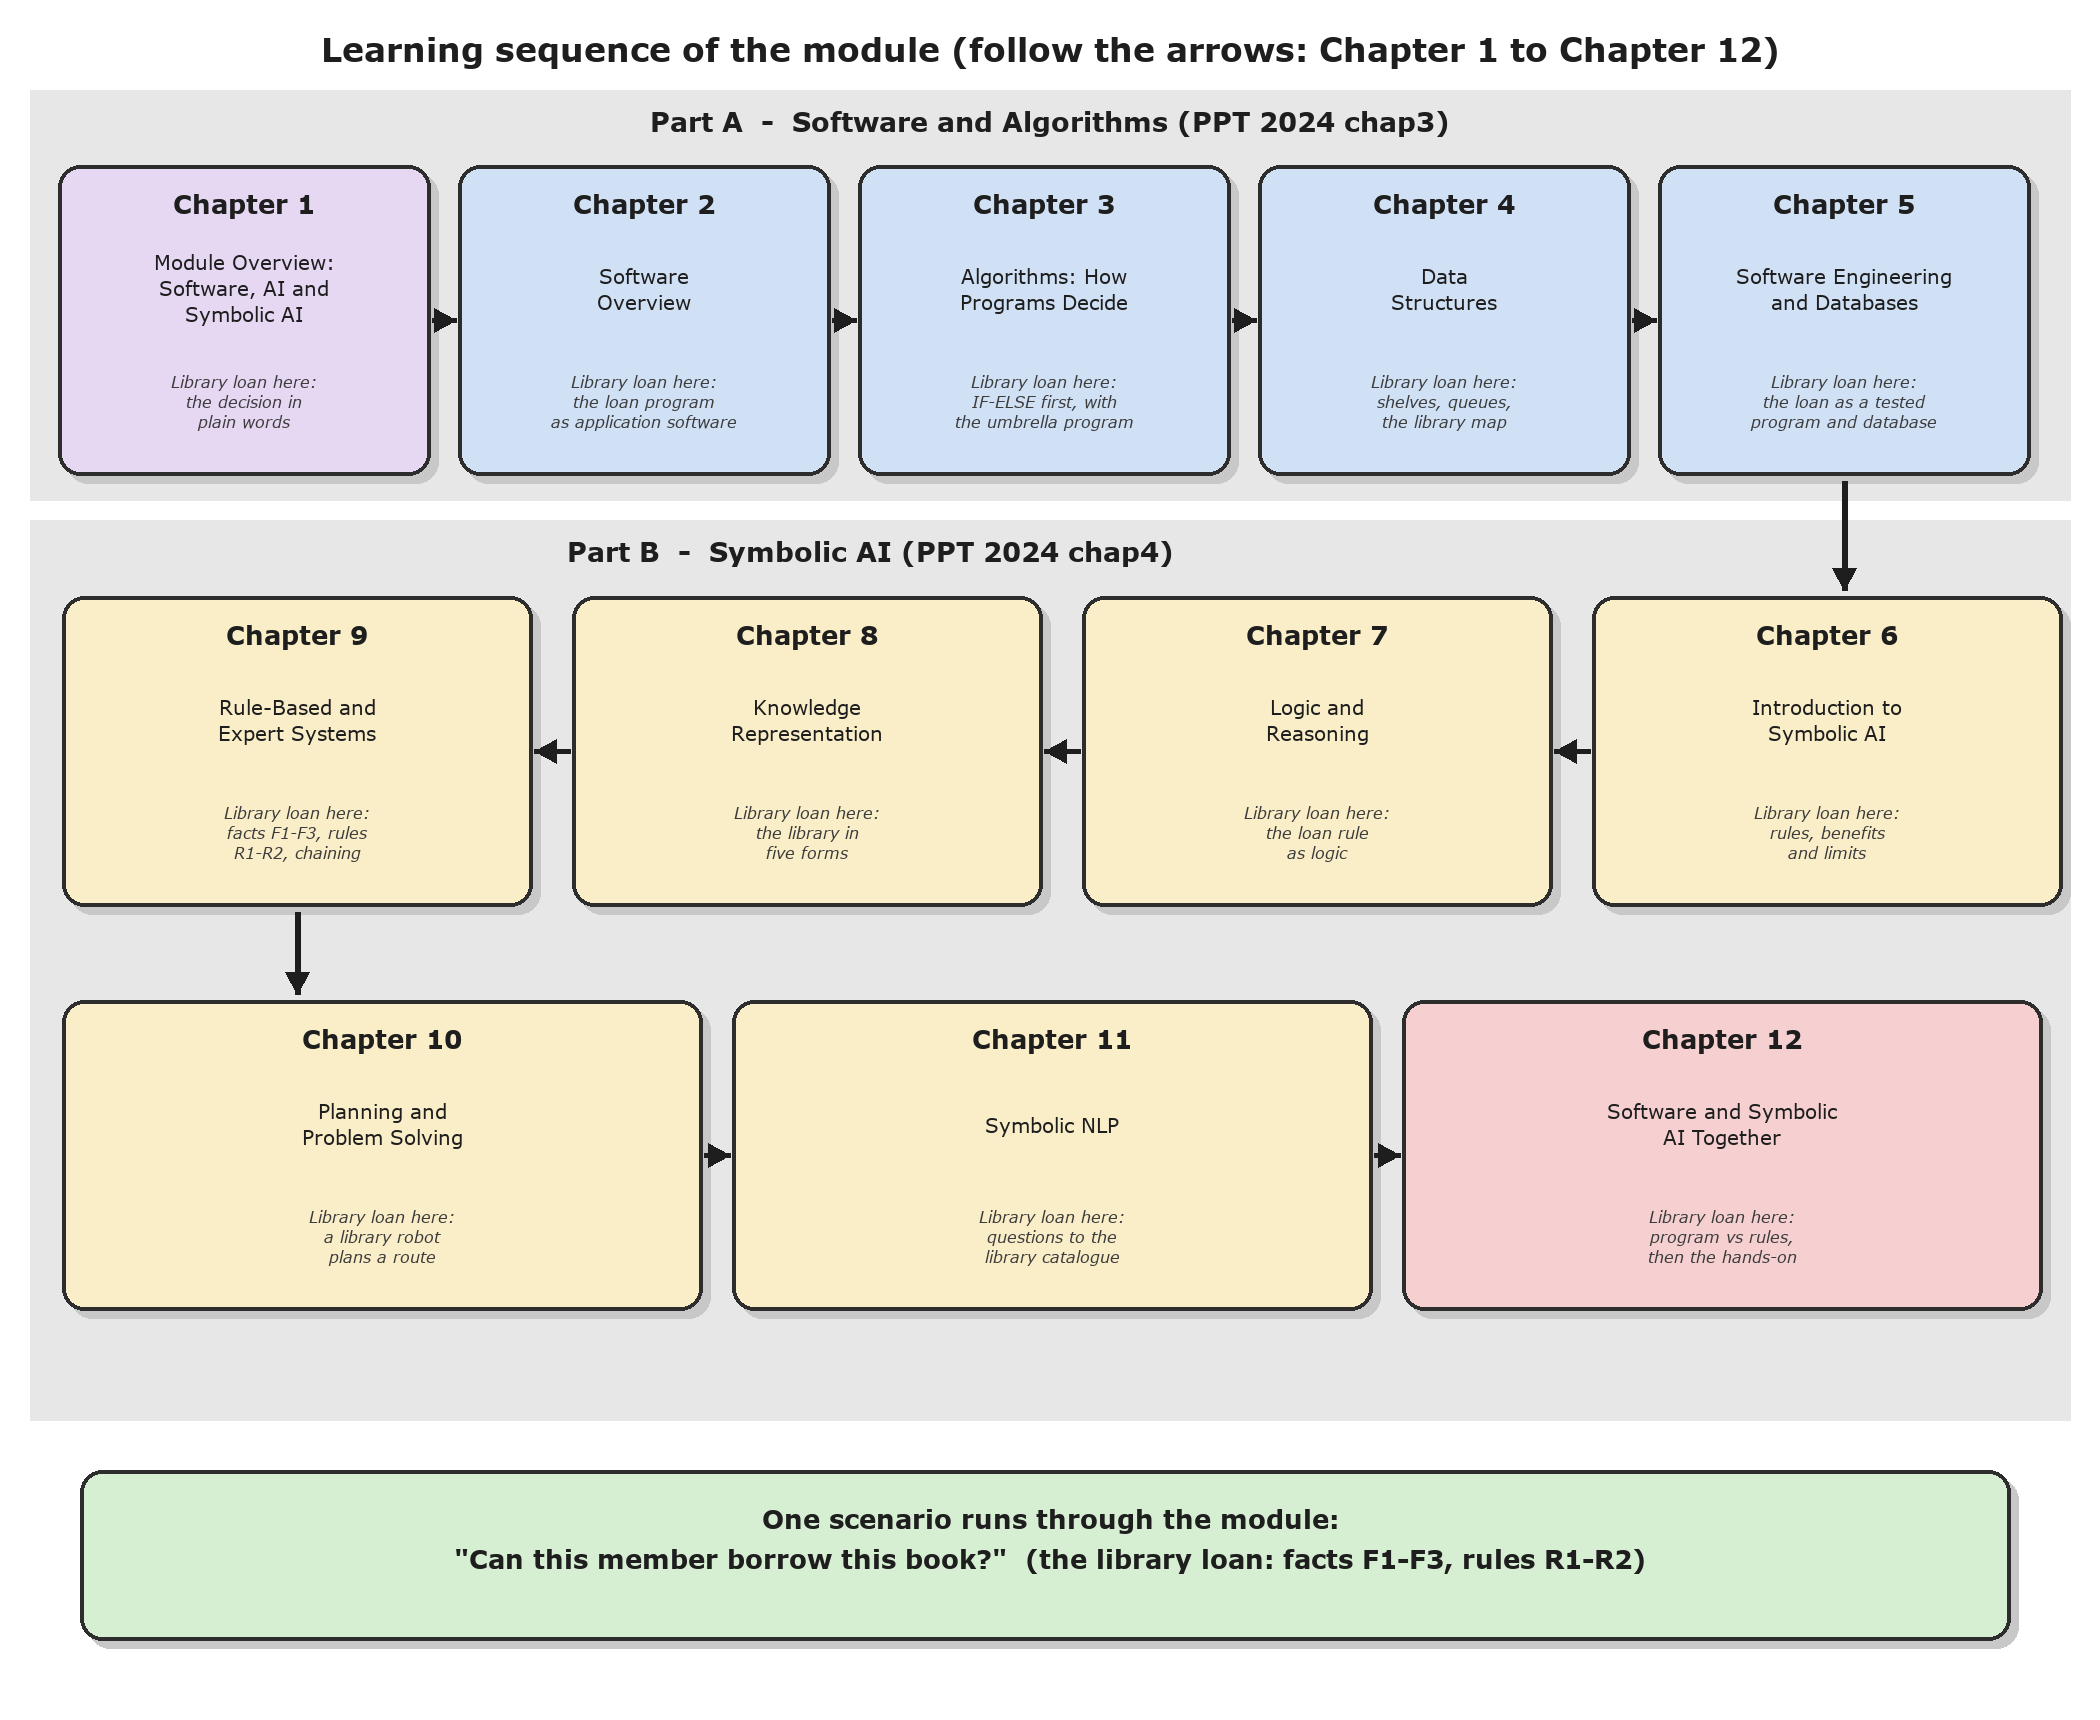 Learning sequence of the module (follow the arrows: Chapter 1 to Chapter 12)
Part A  -  Software and Algorithms (PPT 2024 chap3)
Chapter 1
Module Overview:
Software, AI and
Symbolic AI
Library loan here:
the decision in
plain words
Chapter 2
Software
Overview
Library loan here:
the loan program
as application software
Chapter 3
Algorithms: How
Programs Decide
Library loan here:
IF-ELSE first, with
the umbrella program
Chapter 4
Data
Structures
Library loan here:
shelves, queues,
the library map
Chapter 5
Software Engineering
and Databases
Library loan here:
the loan as a tested
program and database
Part B  -  Symbolic AI (PPT 2024 chap4)
Chapter 9
Rule-Based and
Expert Systems
Library loan here:
facts F1-F3, rules
R1-R2, chaining
Chapter 8
Knowledge
Representation
Library loan here:
the library in
five forms
Chapter 7
Logic and
Reasoning
Library loan here:
the loan rule
as logic
Chapter 6
Introduction to
Symbolic AI
Library loan here:
rules, benefits
and limits
Chapter 10
Planning and
Problem Solving
Library loan here:
a library robot
plans a route
Chapter 11
Symbolic NLP
Library loan here:
questions to the
library catalogue
Chapter 12
Software and Symbolic
AI Together
Library loan here:
program vs rules,
then the hands-on
One scenario runs through the module:
"Can this member borrow this book?"  (the library loan: facts F1-F3, rules R1-R2)